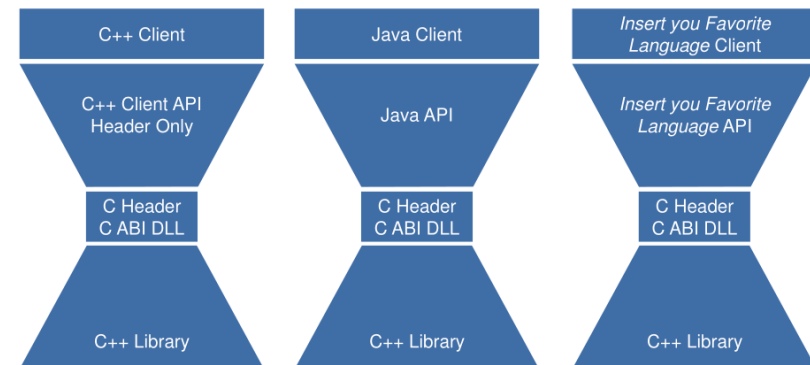 C++ Client
C++ Client API
Header Only
C Header
C ABI DLL
C++ Library
Java Client
Java API
C Header
C ABI DLL
C++ Library
Insert you Favorite
Language Client
Insert you Favorite
Language API
C Header
C ABI DLL
C++ Library